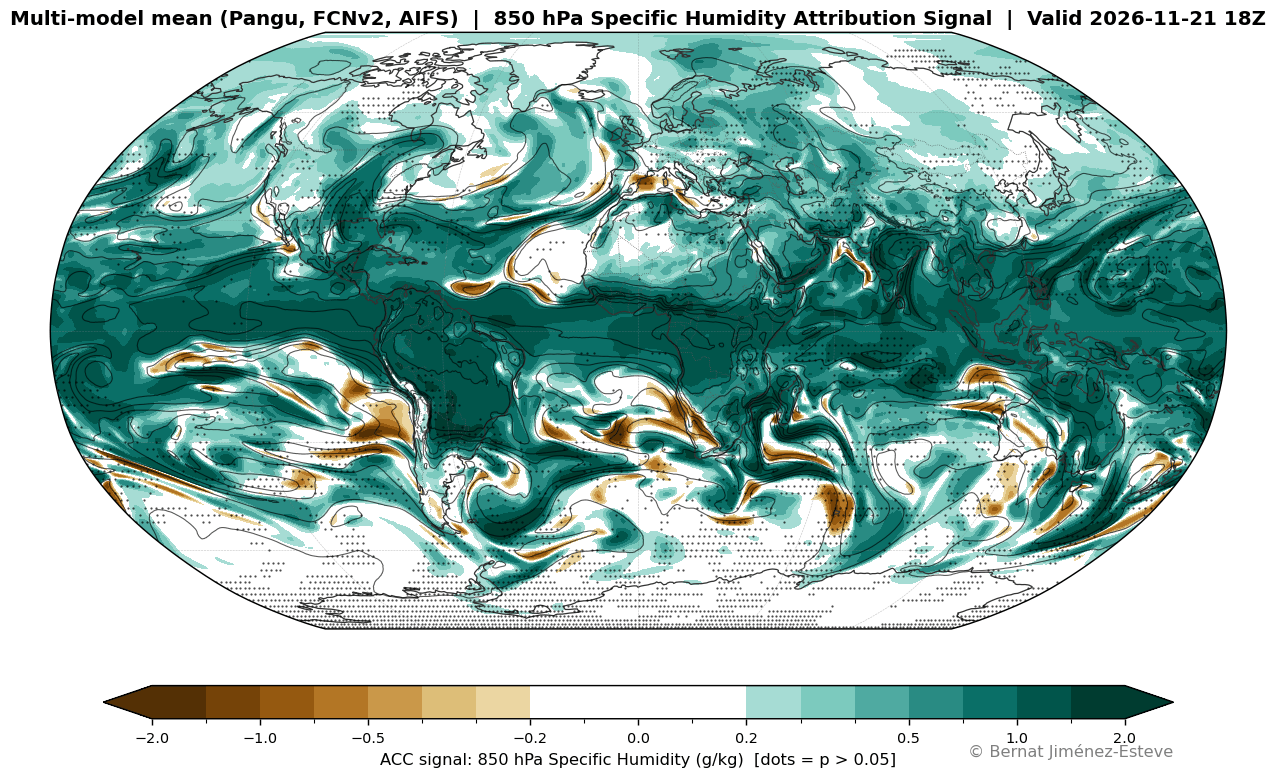 Multi-model mean (Pangu, FCNv2, AIFS)  |  850 hPa Specific Humidity Attribution Signal  |  Valid 2026-11-21 18Z
−2.0 −1.0 −0.5 −0.2 0.0 0.2 0.5 1.0 2.0
ACC signal: 850 hPa Specific Humidity (g/kg)  [dots = p > 0.05]
© Bernat Jiménez-Esteve